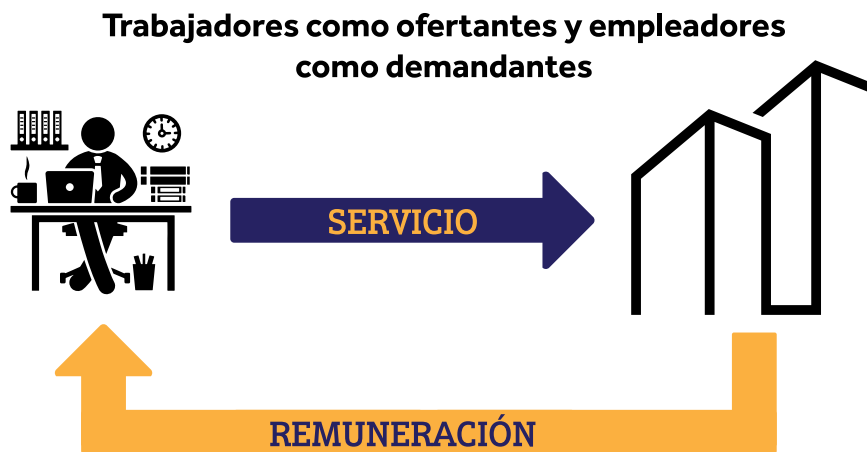 Trabajadores como ofertantes y empleadores
como demandantes
SERVICIO
REMUNERACIÓN